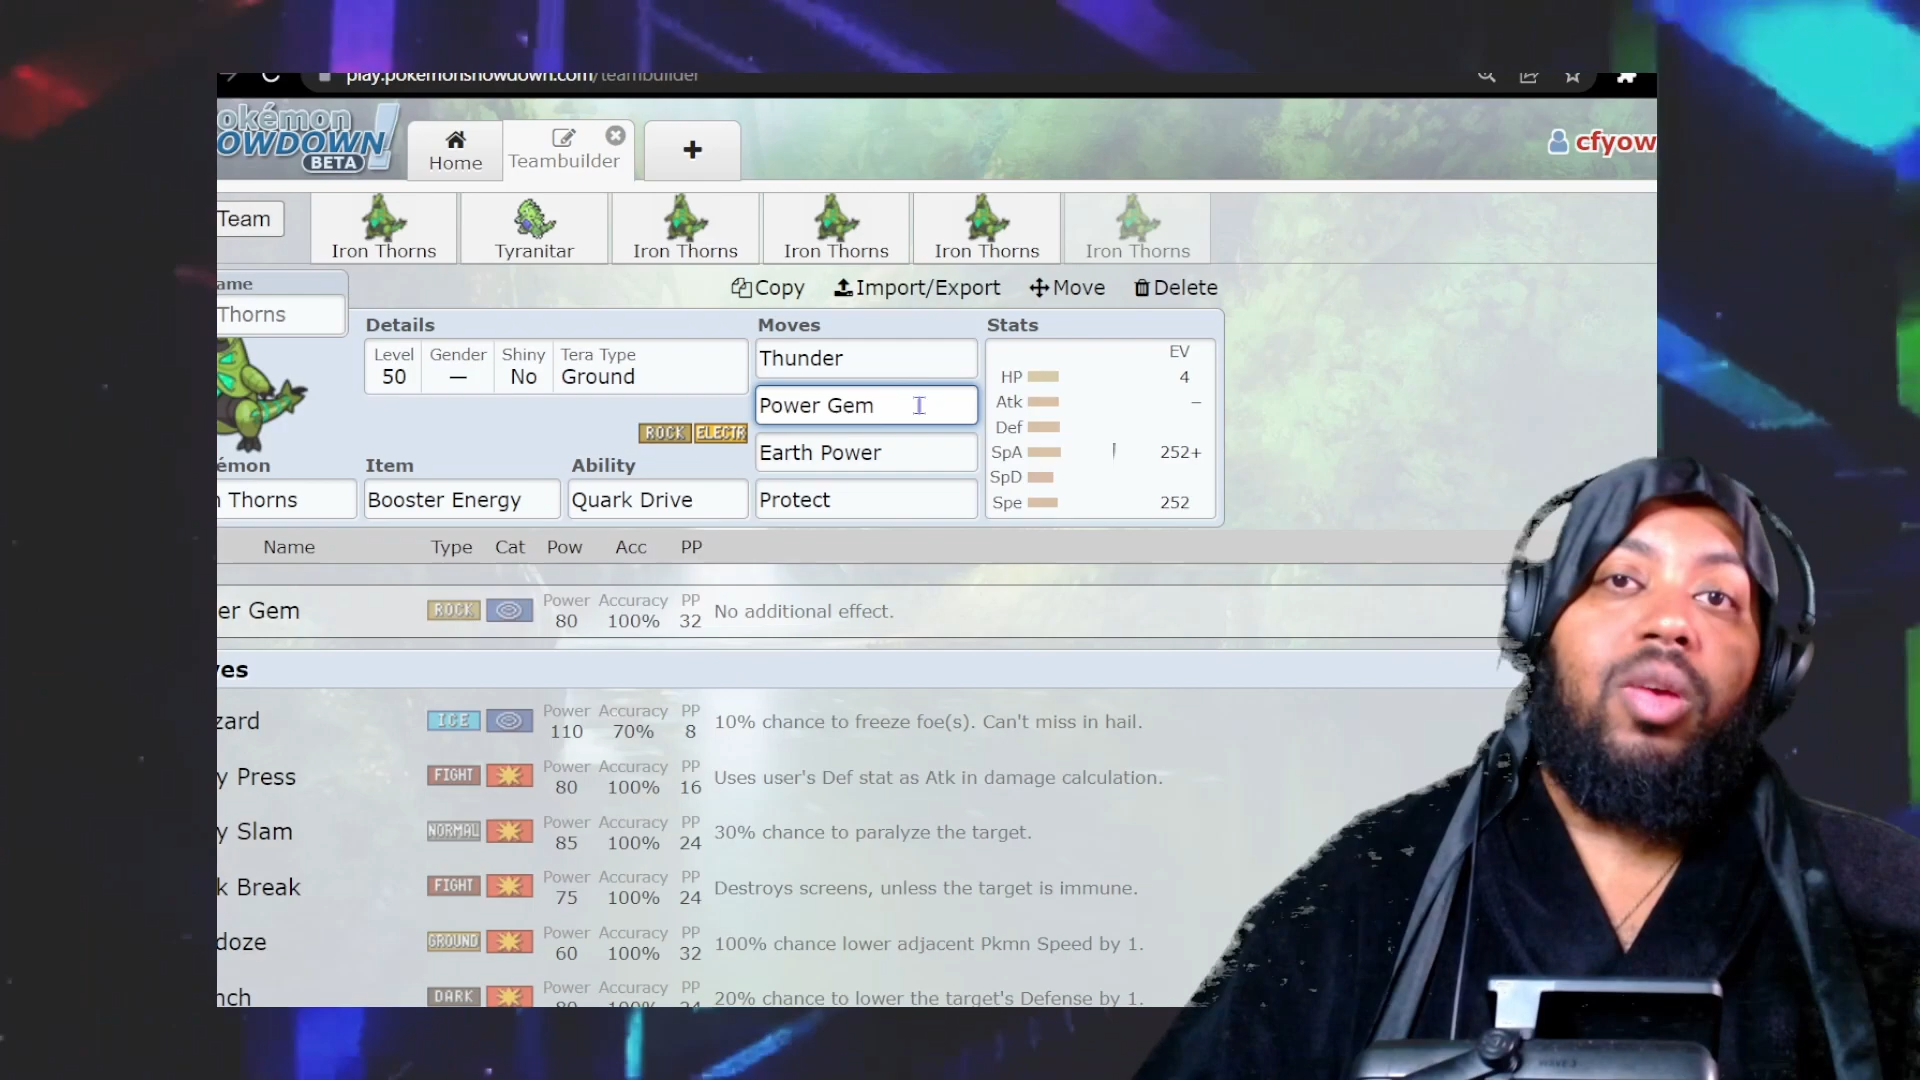 play.pokemonshowdown.com/teambuilder
okémon
OWDOWN!
BETA
Home
Teambuilder
+
cfyow
Team
Iron Thorns
Tyranitar
Iron Thorns
Iron Thorns
Iron Thorns
Iron Thorns
Copy
Import/Export
Move
Delete
ame
Thorns
Details
Level
50
Gender
—
Shiny
No
Tera Type
Ground
ROCK ELECTR
émon
Thorns
Item
Booster Energy
Ability
Quark Drive
Moves
Thunder
Power Gem
Earth Power
Protect
Stats
EV
HP 4
Atk –
Def
SpA 252+
SpD
Spe 252
Name Type Cat Pow Acc PP
er Gem ROCK Power 80 Accuracy 100% PP 32 No additional effect.
ves
zard ICE Power 110 Accuracy 70% PP 8 10% chance to freeze foe(s). Can't miss in hail.
y Press FIGHT Power 80 Accuracy 100% PP 16 Uses user's Def stat as Atk in damage calculation.
y Slam NORMAL Power 85 Accuracy 100% PP 24 30% chance to paralyze the target.
k Break FIGHT Power 75 Accuracy 100% PP 24 Destroys screens, unless the target is immune.
doze GROUND Power 60 Accuracy 100% PP 32 100% chance lower adjacent Pkmn Speed by 1.
nch DARK Power 80 Accuracy 100% PP 24 20% chance to lower the target's Defense by 1.